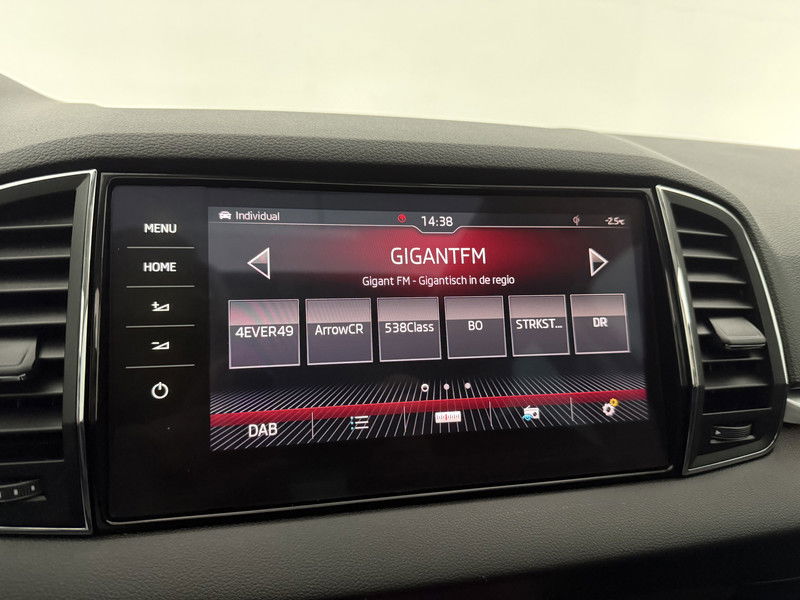 MENU
HOME
Individual
14:38
-2.5°C
GIGANTFM
Gigant FM - Gigantisch in de regio
4EVER49
ArrowCR
538Class
BO
STRKST...
DR
DAB